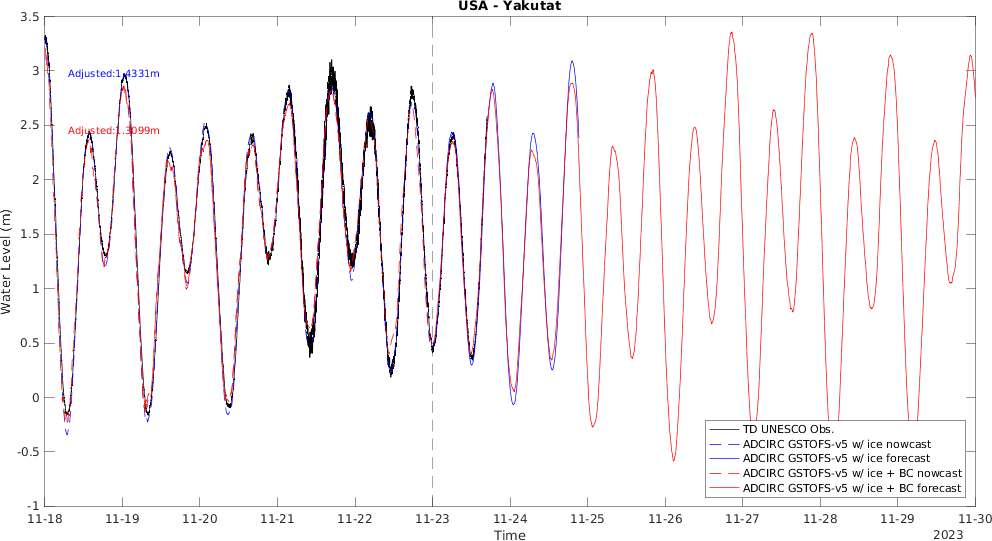 USA - Yakutat
3.5
3
2.5
2
1.5
1
0.5
0
-0.5
-1
Water Level (m)
Adjusted:1.4331m
Adjusted:1.3099m
TD UNESCO Obs.
ADCIRC GSTOFS-v5 w/ ice nowcast
ADCIRC GSTOFS-v5 w/ ice forecast
ADCIRC GSTOFS-v5 w/ ice + BC nowcast
ADCIRC GSTOFS-v5 w/ ice + BC forecast
11-18 11-19 11-20 11-21 11-22 11-23 11-24 11-25 11-26 11-27 11-28 11-29 11-30
Time
2023